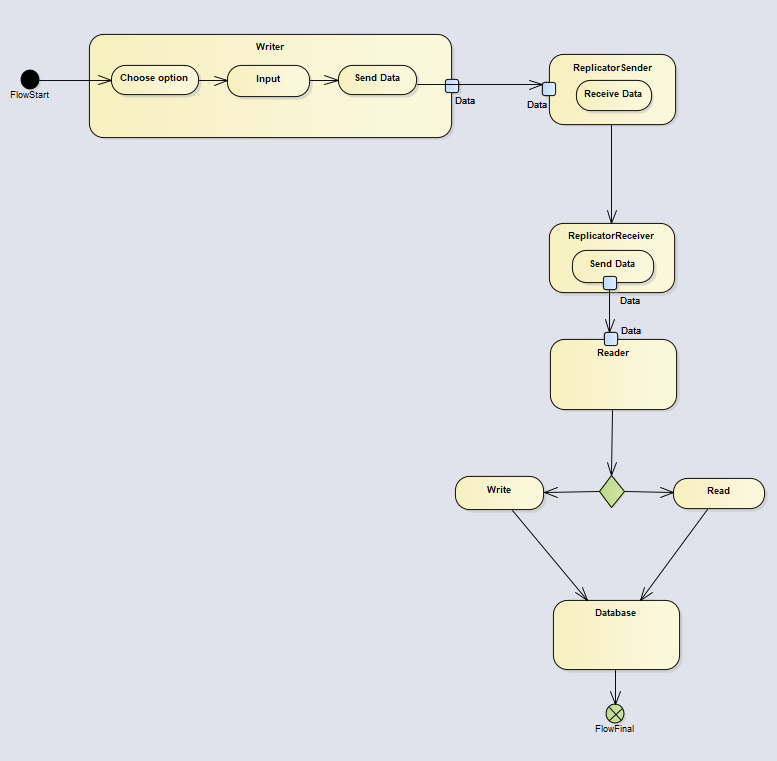 Writer
Choose option
Input
Send Data
FlowStart
Data
ReplicatorSender
Receive Data
Data
ReplicatorReceiver
Send Data
Data
Data
Reader
Write
Read
Database
FlowFinal